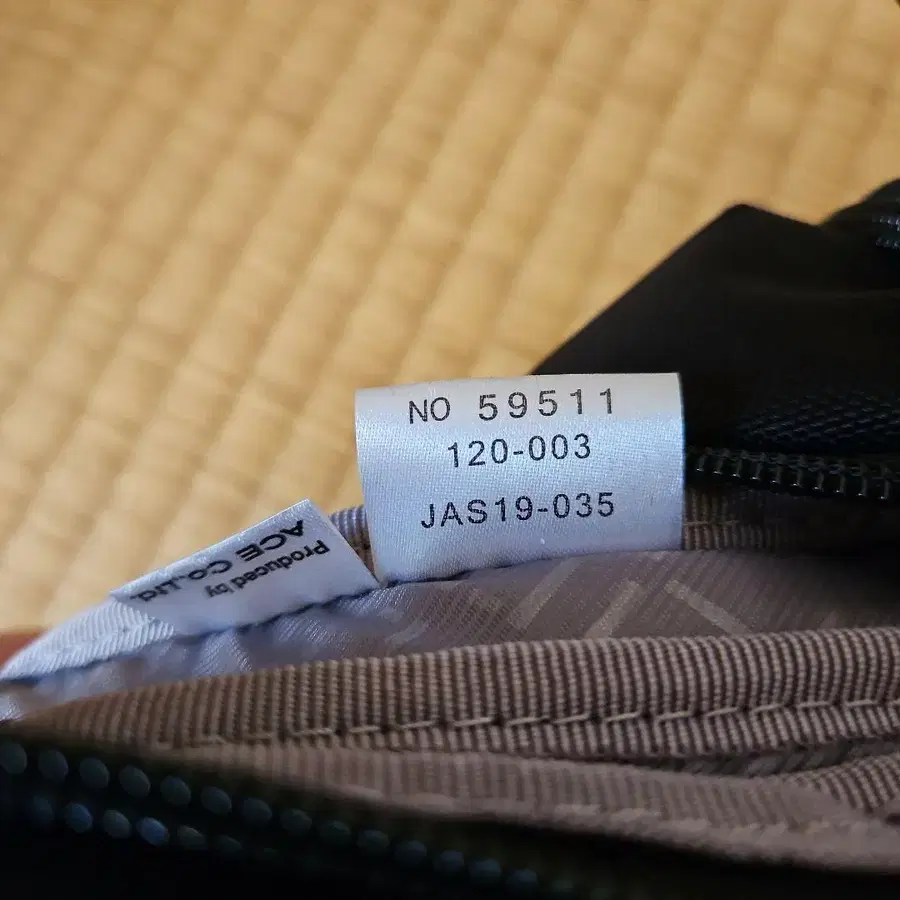 NO 59511
120-003
JAS19-035
Produced by
ACE CO.,Ltd.